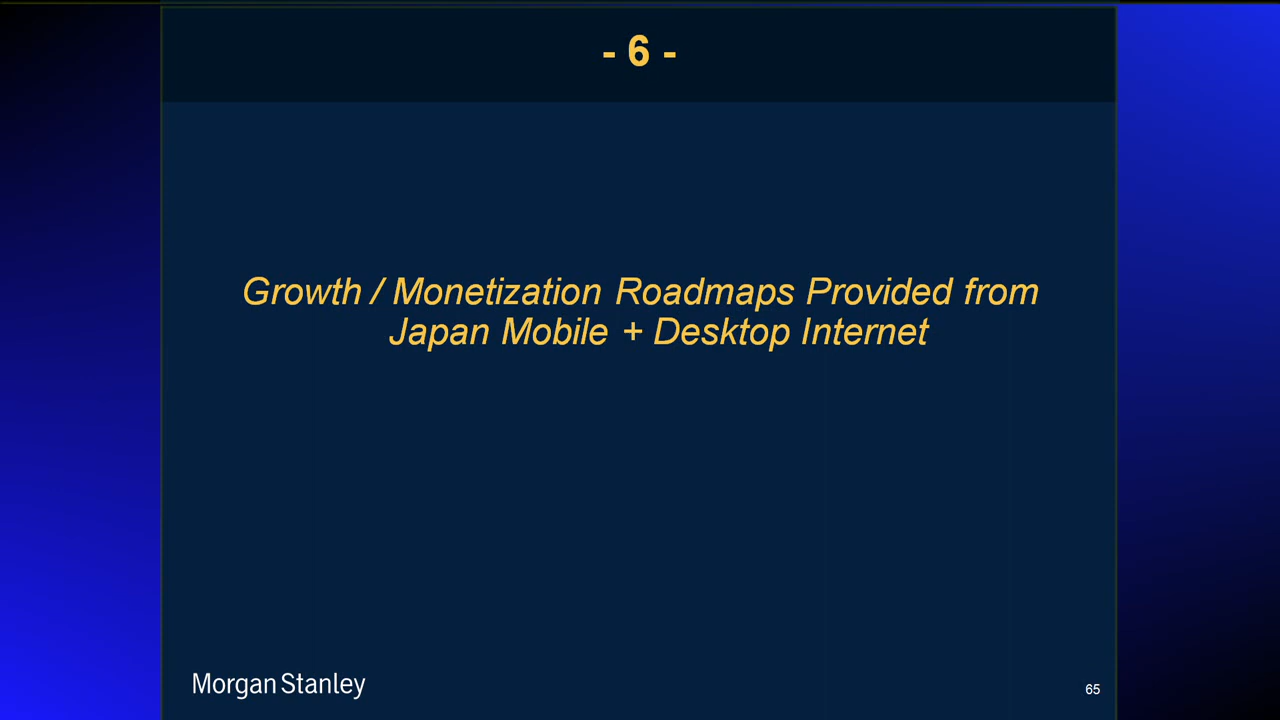 - 6 -
Growth / Monetization Roadmaps Provided from
Japan Mobile + Desktop Internet
Morgan Stanley
65